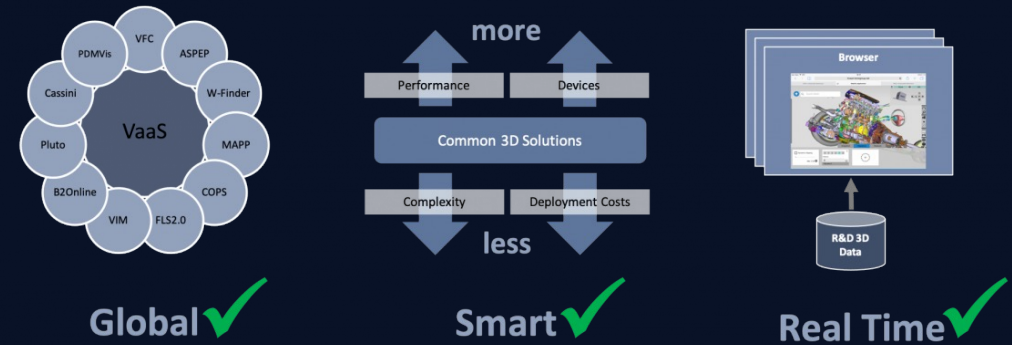 VFC
ASPEP
W-Finder
MAPP
COPS
FLS2.0
VIM
B2Online
Pluto
Cassini
PDMVis
VaaS
Global
more
Performance
Devices
Common 3D Solutions
Complexity
Deployment Costs
less
Smart
Browser
R&D 3D
Data
Real Time